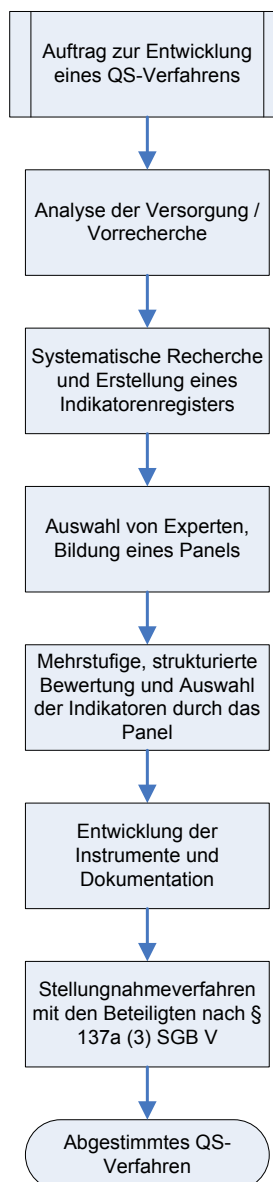 Auftrag zur Entwicklung
eines QS-Verfahrens
Analyse der Versorgung /
Vorrecherche
Systematische Recherche
und Erstellung eines
Indikatorenregisters
Auswahl von Experten,
Bildung eines Panels
Mehrstufige, strukturierte
Bewertung und Auswahl
der Indikatoren durch das
Panel
Entwicklung der
Instrumente und
Dokumentation
Stellungnahmeverfahren
mit den Beteiligten nach §
137a (3) SGB V
Abgestimmtes QS-
Verfahren